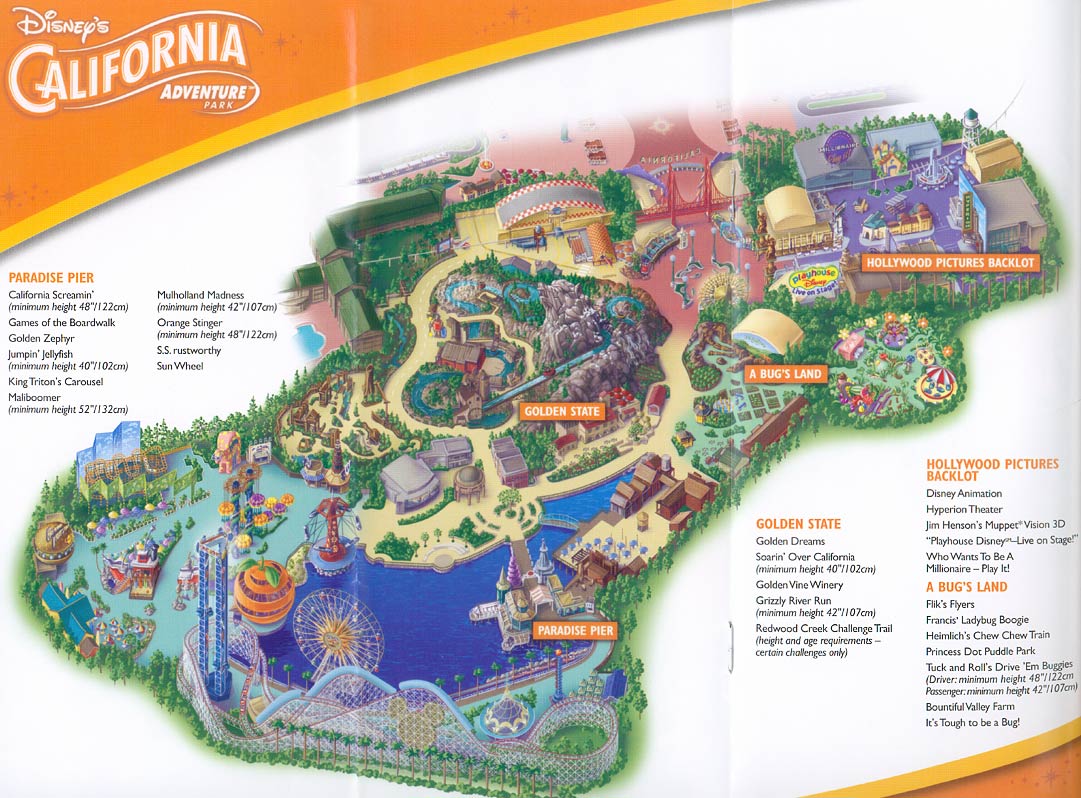 DISNEY'S
CALIFORNIA
ADVENTURE™
PARK
PARADISE PIER
California Screamin'
(minimum height 48"/122cm)
Games of the Boardwalk
Golden Zephyr
Jumpin' Jellyfish
(minimum height 40"/102cm)
King Triton's Carousel
Maliboomer
(minimum height 52"/132cm)
Mulholland Madness
(minimum height 42"/107cm)
Orange Stinger
(minimum height 48"/122cm)
S.S. rustworthy
Sun Wheel
CALIFORNIA
MILLIONAIRE
Play It!
HOLLYWOOD PICTURES BACKLOT
Playhouse
Disney
Live on Stage!
A BUG'S LAND
GOLDEN STATE
PARADISE PIER
GOLDEN STATE
Golden Dreams
Soarin' Over California
(minimum height 40"/102cm)
Golden Vine Winery
Grizzly River Run
(minimum height 42"/107cm)
Redwood Creek Challenge Trail
(height and age requirements –
certain challenges only)
HOLLYWOOD PICTURES
BACKLOT
Disney Animation
Hyperion Theater
Jim Henson's Muppet* Vision 3D
"Playhouse Disney℠–Live on Stage!"
Who Wants To Be A
Millionaire – Play It!
A BUG'S LAND
Flik's Flyers
Francis' Ladybug Boogie
Heimlich's Chew Chew Train
Princess Dot Puddle Park
Tuck and Roll's Drive 'Em Buggies
(Driver: minimum height 48"/122cm
Passenger: minimum height 42"/107cm)
Bountiful Valley Farm
It's Tough to be a Bug!